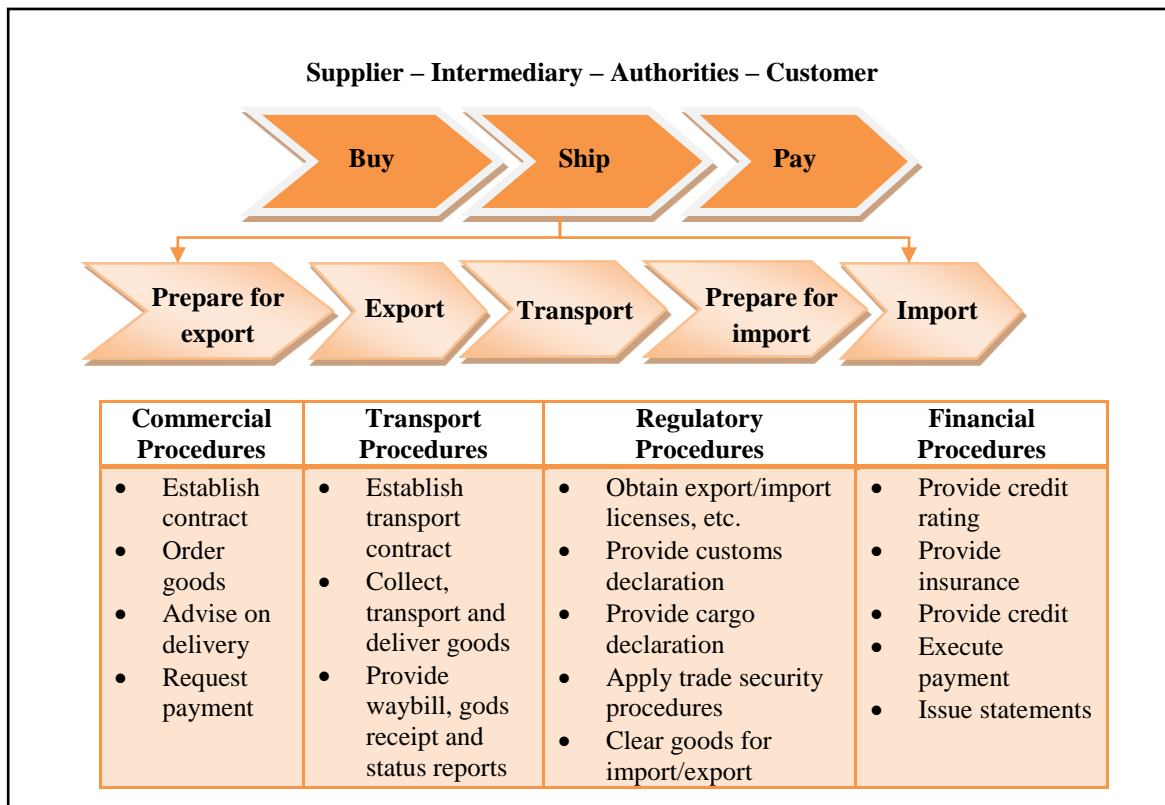 Supplier – Intermediary – Authorities – Customer
Buy
Ship
Pay
Prepare for
export
Export
Transport
Prepare for
import
Import
Commercial
Procedures
• Establish
contract
• Order
goods
• Advise on
delivery
• Request
payment
Transport
Procedures
• Establish
transport
contract
• Collect,
transport and
deliver goods
• Provide
waybill, gods
receipt and
status reports
Regulatory
Procedures
• Obtain export/import
licenses, etc.
• Provide customs
declaration
• Provide cargo
declaration
• Apply trade security
procedures
• Clear goods for
import/export
Financial
Procedures
• Provide credit
rating
• Provide
insurance
• Provide credit
• Execute
payment
• Issue statements